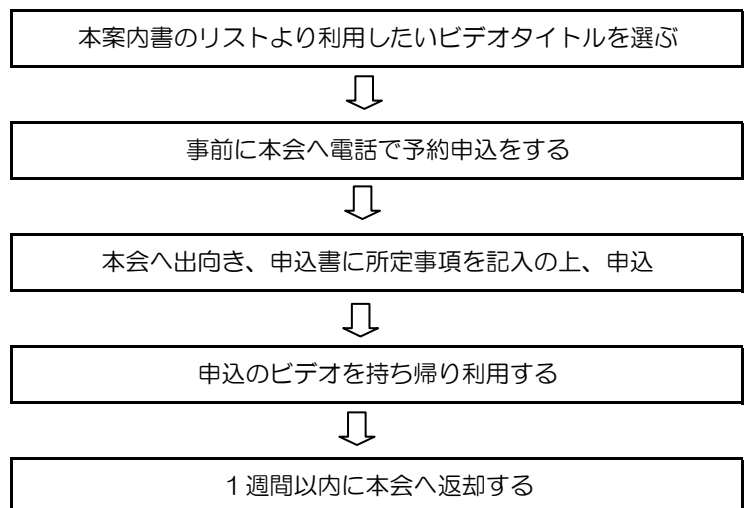 本案内書のリストより利用したいビデオタイトルを選ぶ
事前に本会へ電話で予約申込をする
本会へ出向き、申込書に所定事項を記入の上、申込
申込のビデオを持ち帰り利用する
1週間以内に本会へ返却する